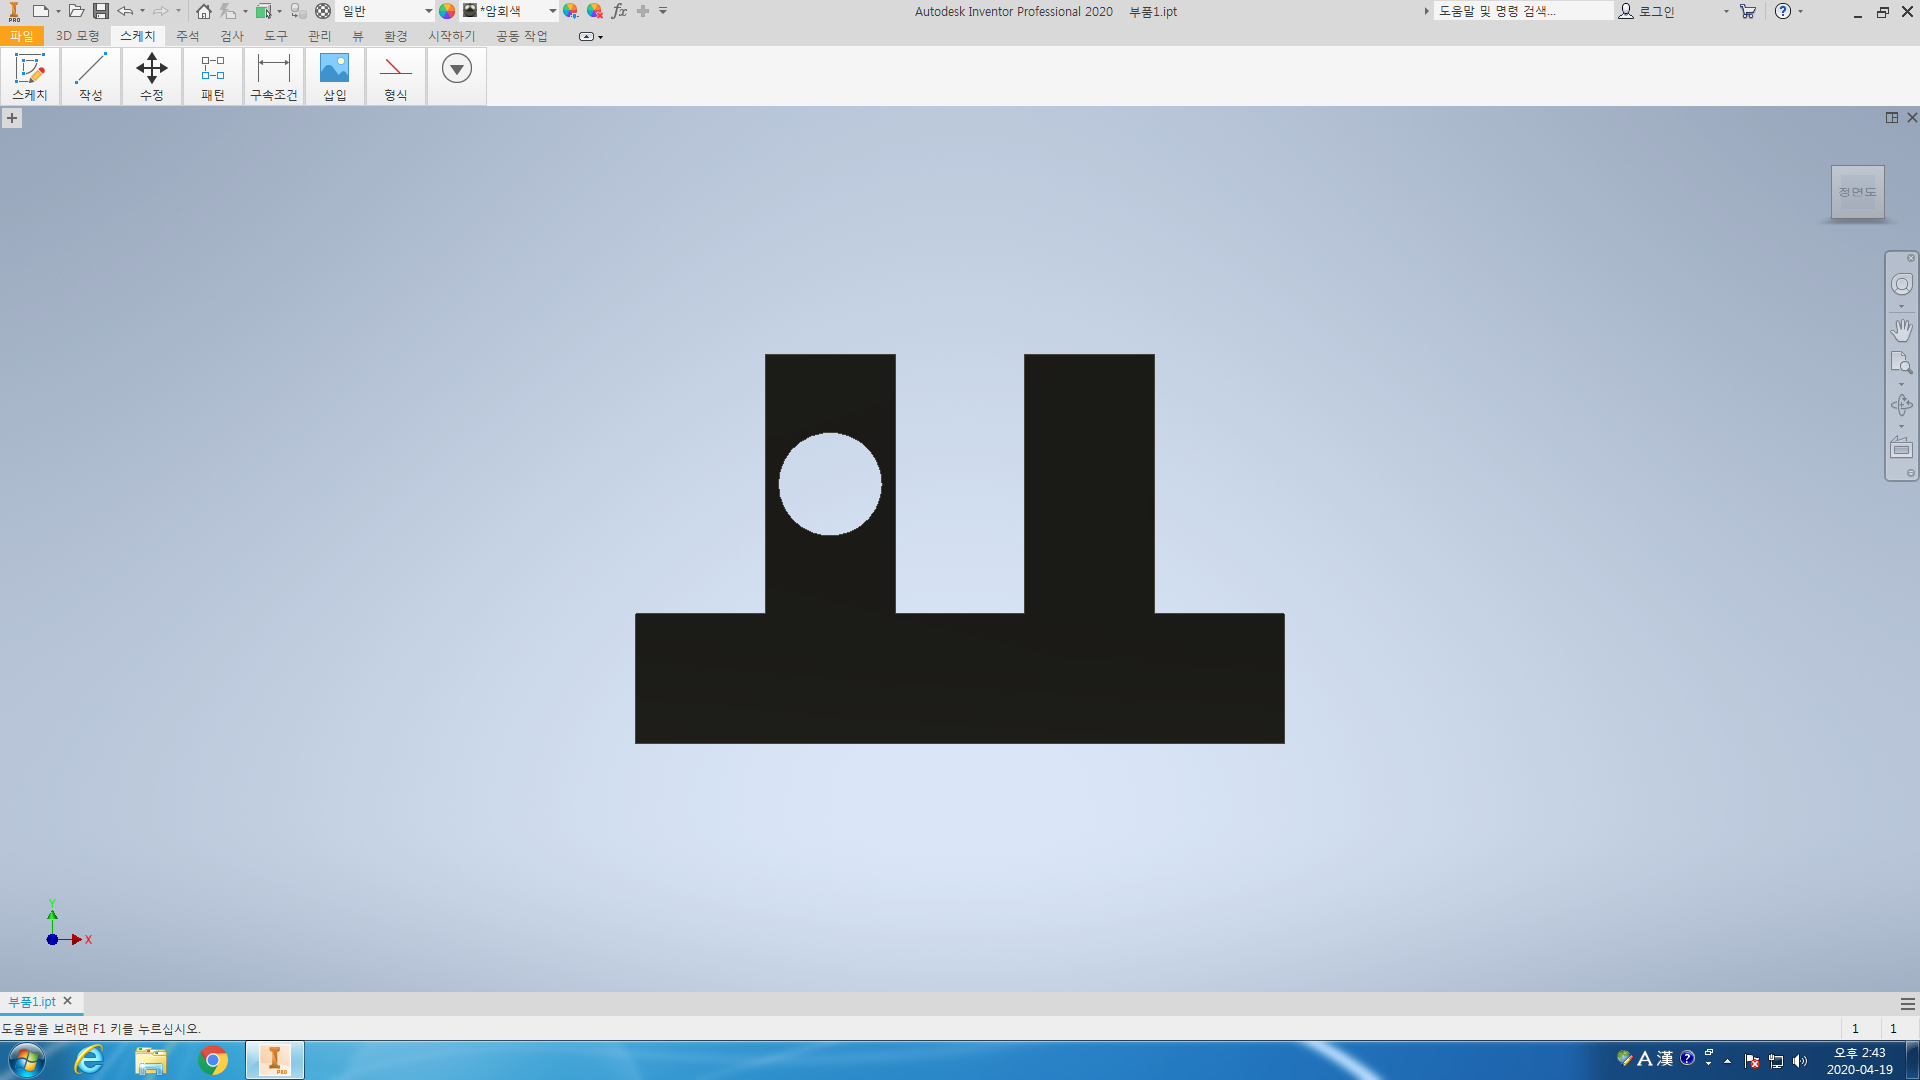 PRO
일반
*암회색
fx
Autodesk Inventor Professional 2020 부품1.ipt
도움말 및 명령 검색...
로그인
파일 3D 모형 스케치 주석 검사 도구 관리 뷰 환경 시작하기 공동 작업
스케치 작성 수정 패턴 구속조건 삽입 형식
정면도
Y
X
부품1.ipt
도움말을 보려면 F1 키를 누르십시오.
1 1
PRO
A 漢
오후 2:43
2020-04-19